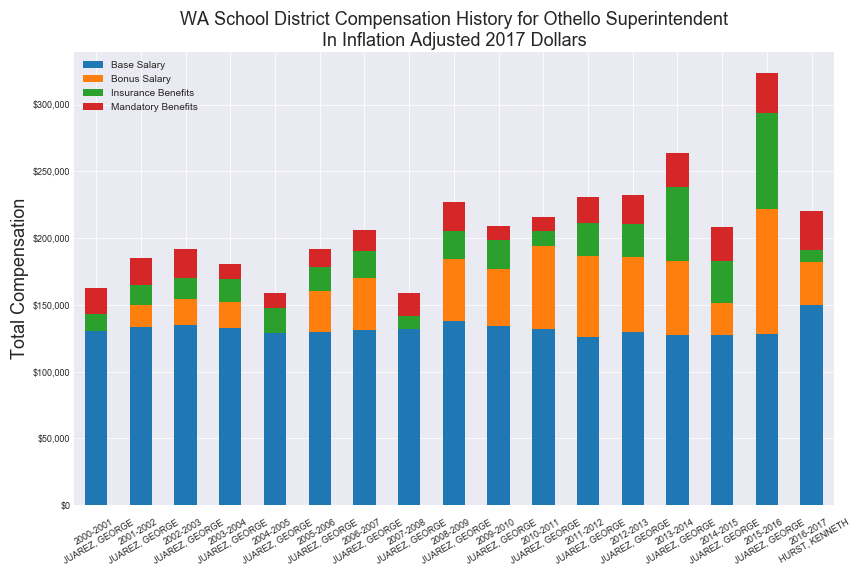 WA School District Compensation History for Othello Superintendent
In Inflation Adjusted 2017 Dollars
Base Salary
Bonus Salary
Insurance Benefits
Mandatory Benefits
Total Compensation
$300,000
$250,000
$200,000
$150,000
$100,000
$50,000
$0
2000-2001
JUAREZ, GEORGE
2001-2002
JUAREZ, GEORGE
2002-2003
JUAREZ, GEORGE
2003-2004
JUAREZ, GEORGE
2004-2005
JUAREZ, GEORGE
2005-2006
JUAREZ, GEORGE
2006-2007
JUAREZ, GEORGE
2007-2008
JUAREZ, GEORGE
2008-2009
JUAREZ, GEORGE
2009-2010
JUAREZ, GEORGE
2010-2011
JUAREZ, GEORGE
2011-2012
JUAREZ, GEORGE
2012-2013
JUAREZ, GEORGE
2013-2014
JUAREZ, GEORGE
2014-2015
JUAREZ, GEORGE
2015-2016
JUAREZ, GEORGE
2016-2017
HURST, KENNETH